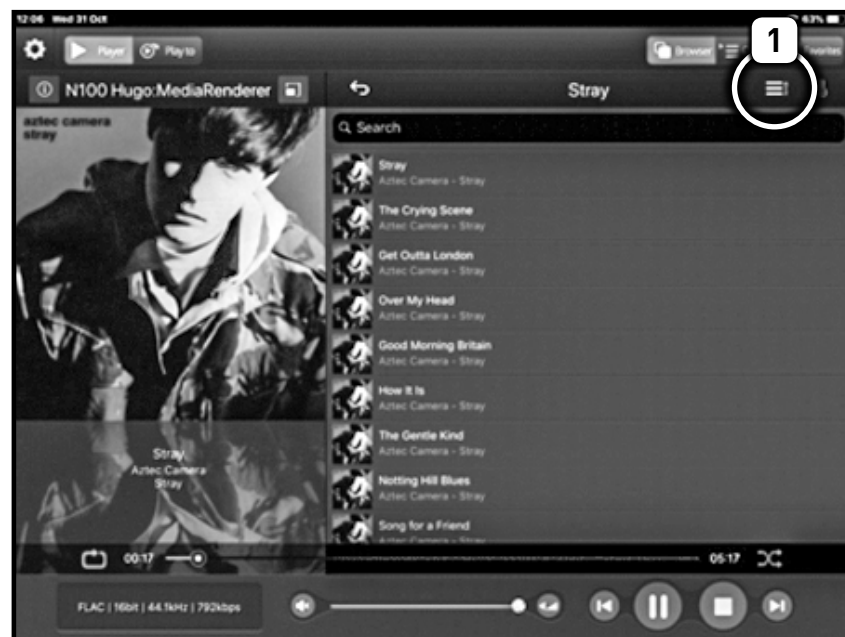 12:06 Wed 31 Oct
63%
1
Player
Play to
Browser
Favorites
N100 Hugo:MediaRenderer
Stray
aztec camera
stray
Search
Stray
Aztec Camera - Stray
The Crying Scene
Aztec Camera - Stray
Get Outta London
Aztec Camera - Stray
Over My Head
Aztec Camera - Stray
Good Morning Britain
Aztec Camera - Stray
How It Is
Aztec Camera - Stray
The Gentle Kind
Aztec Camera - Stray
Notting Hill Blues
Aztec Camera - Stray
Song for a Friend
Aztec Camera - Stray
Stray
Aztec Camera
Stray
00:17
05:17
FLAC | 16bit | 44.1kHz | 792kbps